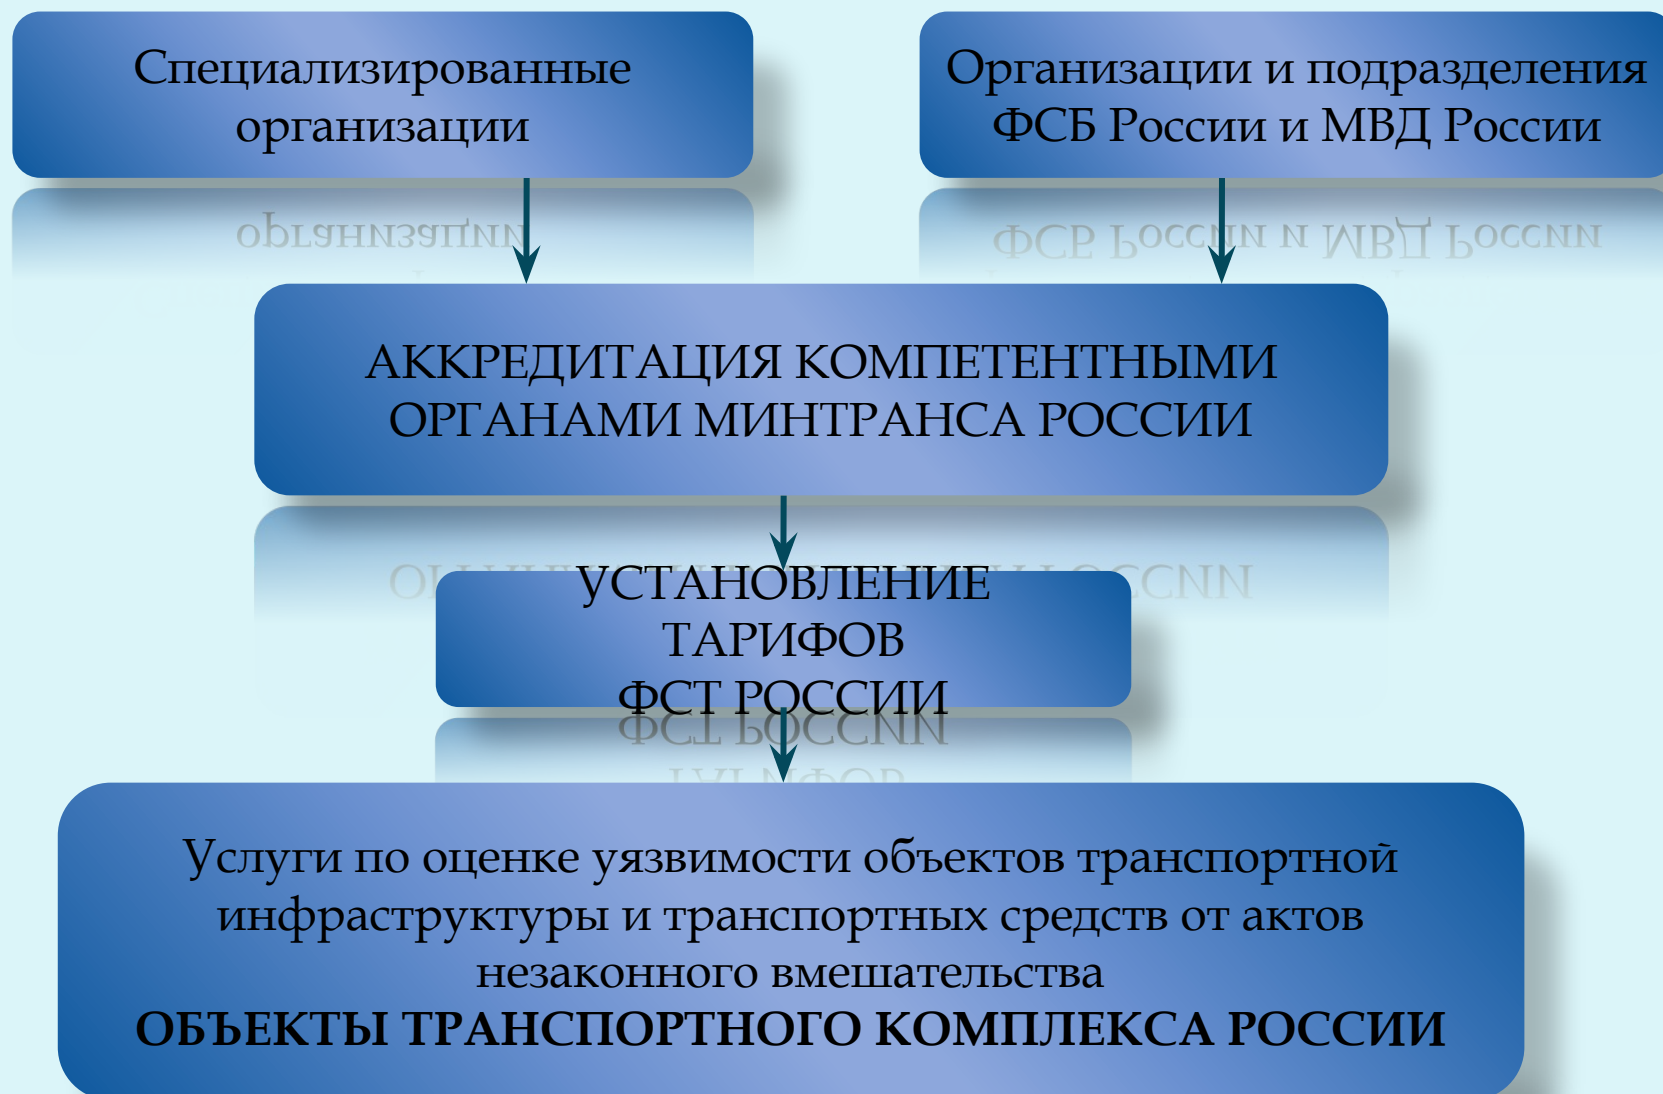 Специализированные
организации
Организации и подразделения
ФСБ России и МВД России
АККРЕДИТАЦИЯ КОМПЕТЕНТНЫМИ
ОРГАНАМИ МИНТРАНСА РОССИИ
УСТАНОВЛЕНИЕ
ТАРИФОВ
ФСТ РОССИИ
Услуги по оценке уязвимости объектов транспортной
инфраструктуры и транспортных средств от актов
незаконного вмешательства
ОБЪЕКТЫ ТРАНСПОРТНОГО КОМПЛЕКСА РОССИИ